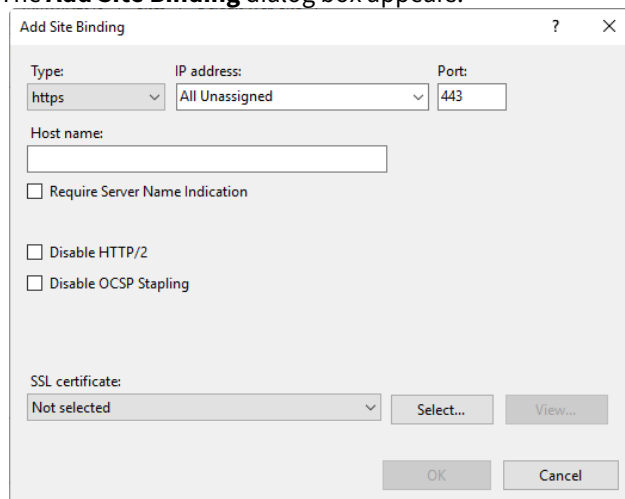 The Add Site Binding dialog box appears.
Add Site Binding ? ×
Type: IP address: Port:
https All Unassigned 443
Host name:
Require Server Name Indication
Disable HTTP/2
Disable OCSP Stapling
SSL certificate:
Not selected Select... View...
OK Cancel